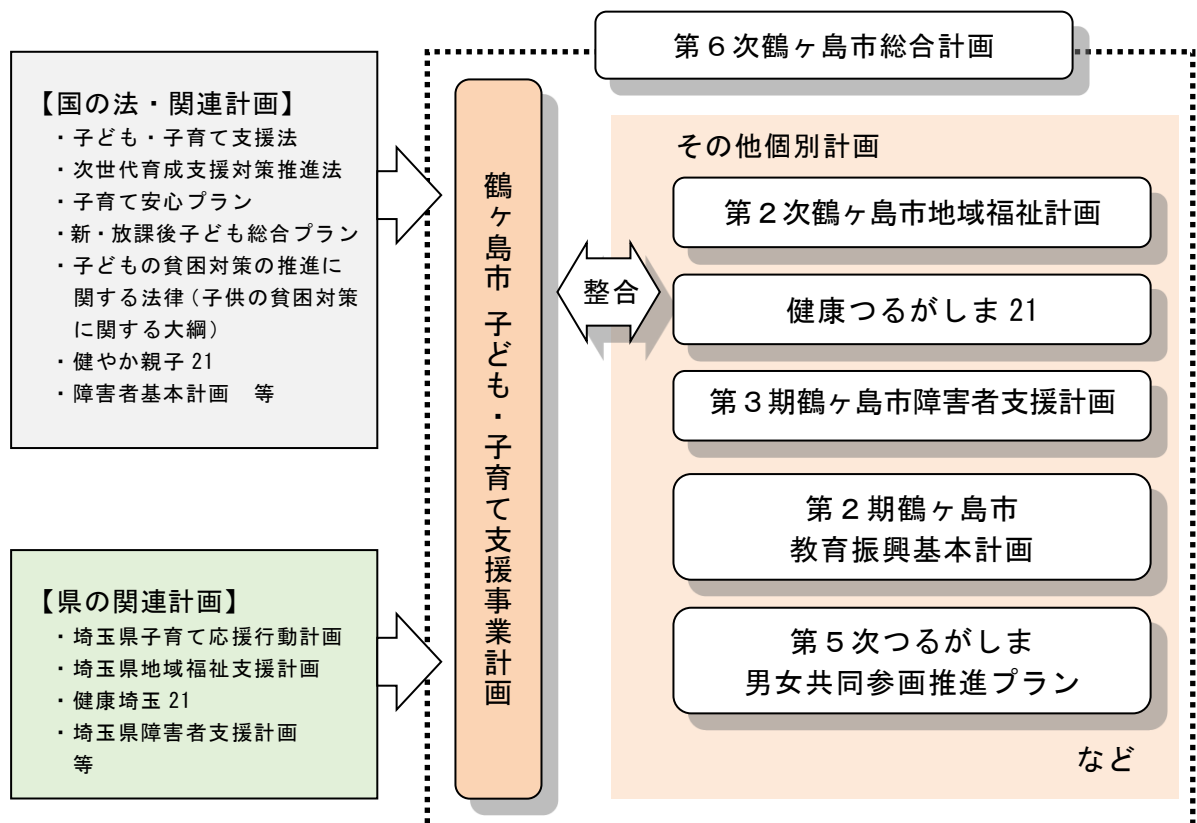 第６次鶴ヶ島市総合計画
【国の法・関連計画】
・子ども・子育て支援法
・次世代育成支援対策推進法
・子育て安心プラン
・新・放課後子ども総合プラン
・子どもの貧困対策の推進に
関する法律（子供の貧困対策
に関する大綱）
・健やか親子 21
・障害者基本計画　等
【県の関連計画】
・埼玉県子育て応援行動計画
・埼玉県地域福祉支援計画
・健康埼玉 21
・埼玉県障害者支援計画
等
鶴ヶ島市 子ども・子育て支援事業計画
整合
その他個別計画
第２次鶴ヶ島市地域福祉計画
健康つるがしま 21
第３期鶴ヶ島市障害者支援計画
第２期鶴ヶ島市
教育振興基本計画
第５次つるがしま
男女共同参画推進プラン
など